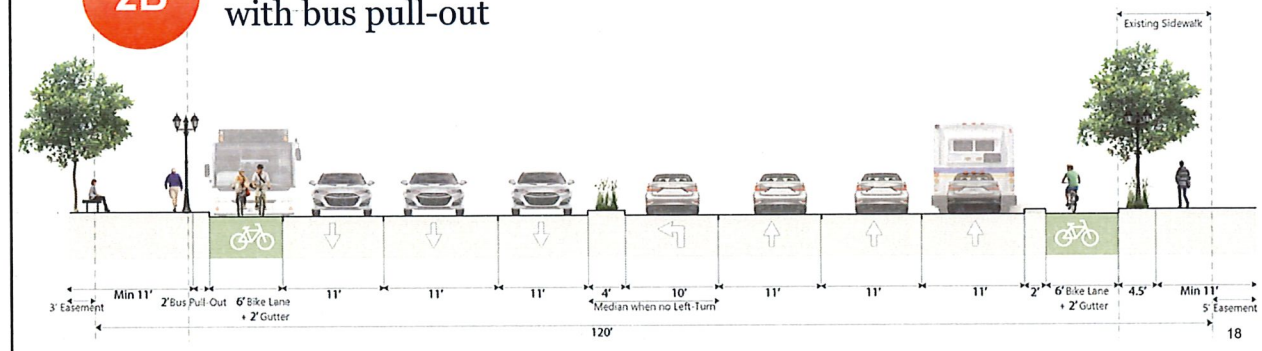 2B
with bus pull-out
Existing Sidewalk
Min 11'
3' Easement
2' Bus Pull-Out
6' Bike Lane
+ 2' Gutter
11'
11'
11'
4'
10'
Median when no Left-Turn
11'
11'
11'
2'
6' Bike Lane
+ 2' Gutter
4.5'
Min 11'
5' Easement
120'
18